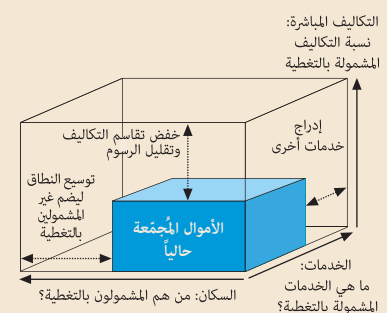 التكاليف المباشرة:
نسبة التكاليف
المشمولة بالتغطية
خفض تقاسم التكاليف
وتقليل الرسوم
إدراج
خدمات أخرى
توسيع النطاق
ليضم غير
المشمولين
بالتغطية
الأموال المُجمّعة
حالياً
الخدمات:
ما هي الخدمات
المشمولة بالتغطية؟
السكان: من هم المشمولون بالتغطية؟